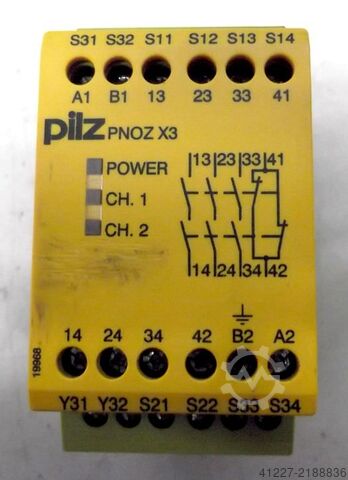 S31 S32 S11 S12 S13 S14
A1 B1 13 23 33 41
pilz PNOZ X3
POWER
CH. 1
CH. 2
13 23 33 41
14 24 34 42
14 24 34 42 B2 A2
19968
Y31 Y32 S21 S22 S33 S34
41227-2188836